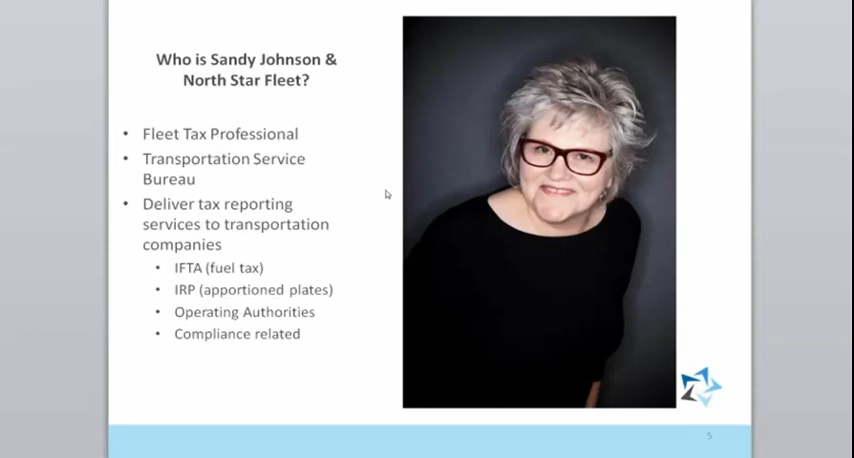 Who is Sandy Johnson &
North Star Fleet?
• Fleet Tax Professional
• Transportation Service
Bureau
• Deliver tax reporting
services to transportation
companies
• IFTA (fuel tax)
• IRP (apportioned plates)
• Operating Authorities
• Compliance related
5